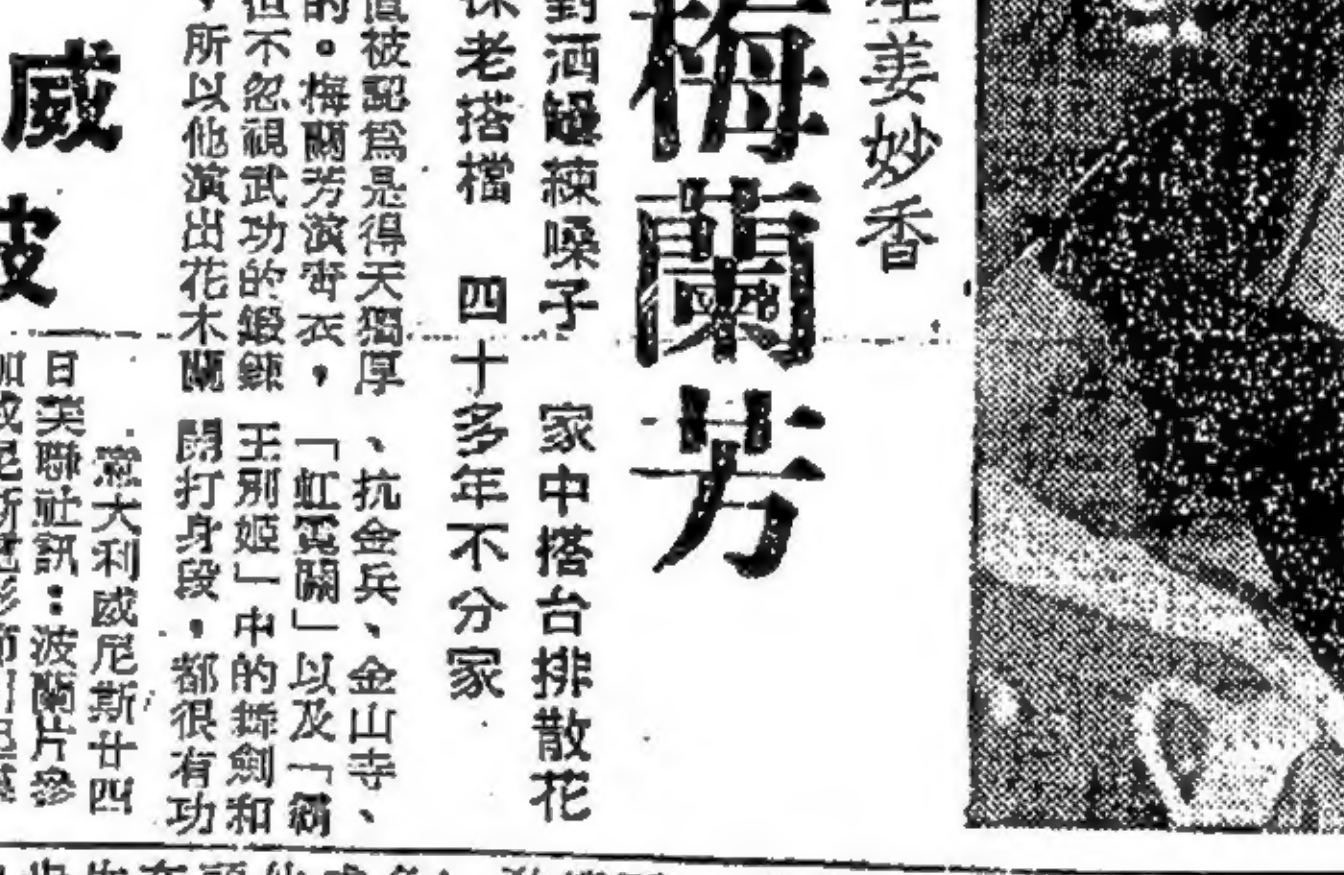 姜妙香
梅蘭芳
對酒罎練嗓子　家中搭台排散花
老搭檔　四十多年不分家
被認爲是得天獨厚
的。梅蘭芳演宵衣，
但不忽視武功的鍛鍊
，所以他演出花木蘭
、抗金兵、金山寺、
「虹霓關」以及「霸
王別姬」中的舞劍和
開打身段，都很有功
威
波
意大利威尼斯廿四
日美聯社訊：波蘭片參